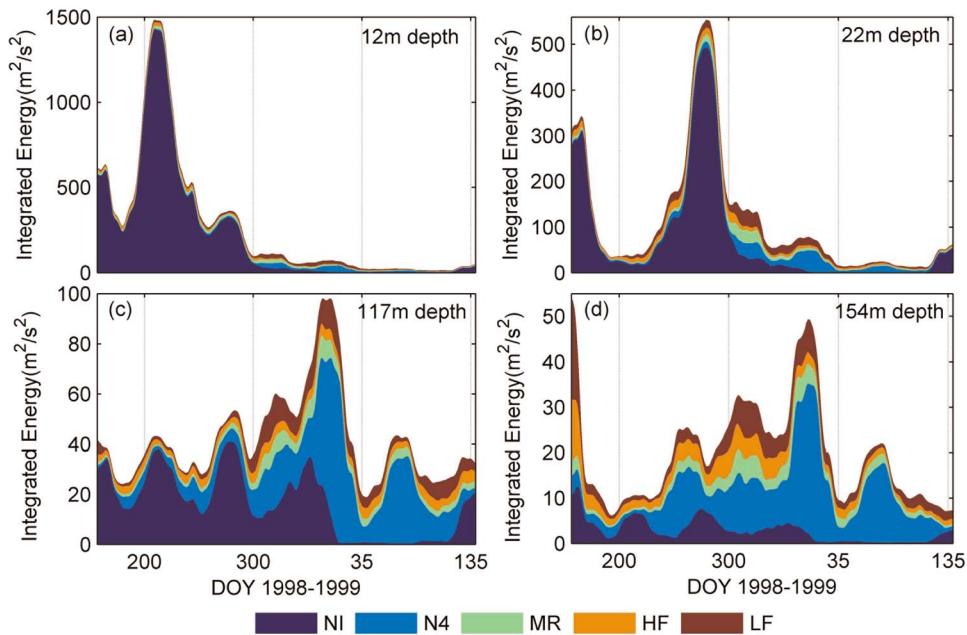 (a) 12m depth
Integrated Energy(m²/s²)
1500
1000
500
0
(b) 22m depth
Integrated Energy(m²/s²)
500
400
300
200
100
0
(c) 117m depth
Integrated Energy(m²/s²)
100
80
60
40
20
0
200 300 35 135
DOY 1998-1999
(d) 154m depth
Integrated Energy(m²/s²)
50
40
30
20
10
0
200 300 35 135
DOY 1998-1999
NI N4 MR HF LF